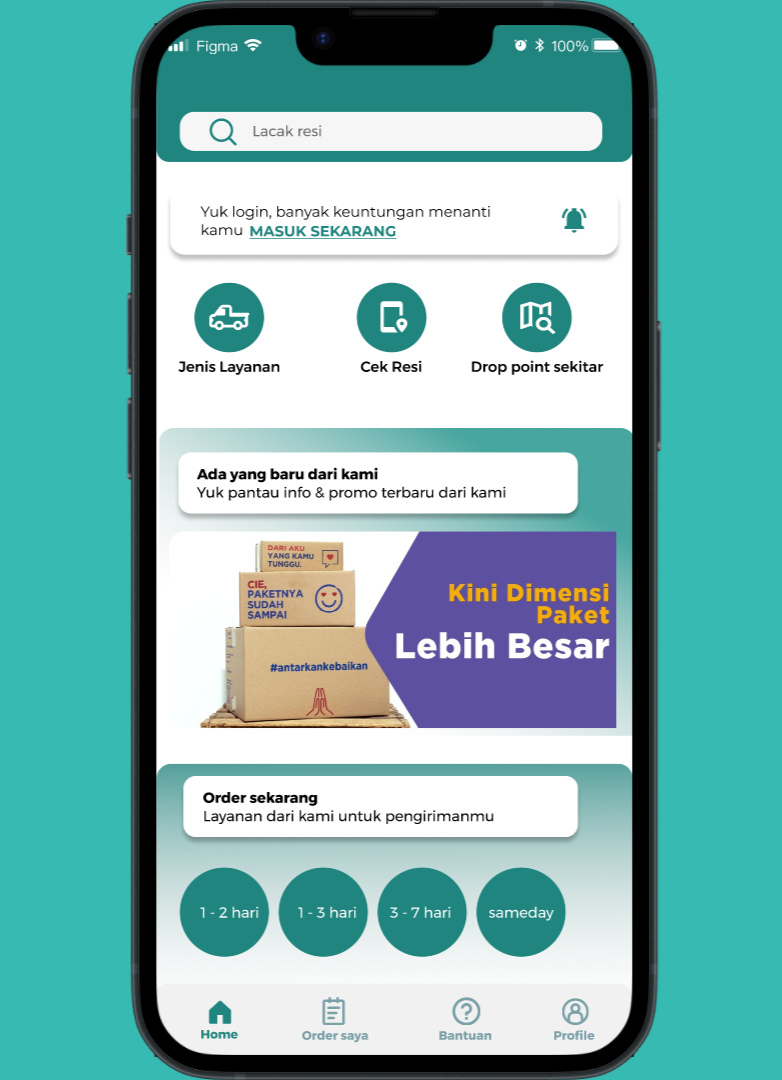 Figma
100%
Lacak resi
Yuk login, banyak keuntungan menanti
kamu MASUK SEKARANG
Jenis Layanan
Cek Resi
Drop point sekitar
Ada yang baru dari kami
Yuk pantau info & promo terbaru dari kami
DARI AKU
YANG KAMU
TUNGGU.
CIE,
PAKETNYA
SUDAH
SAMPAI
#antarkankebaikan
Kini Dimensi
Paket
Lebih Besar
Order sekarang
Layanan dari kami untuk pengirimanmu
1 - 2 hari
1 - 3 hari
3 - 7 hari
sameday
Home
Order saya
Bantuan
Profile